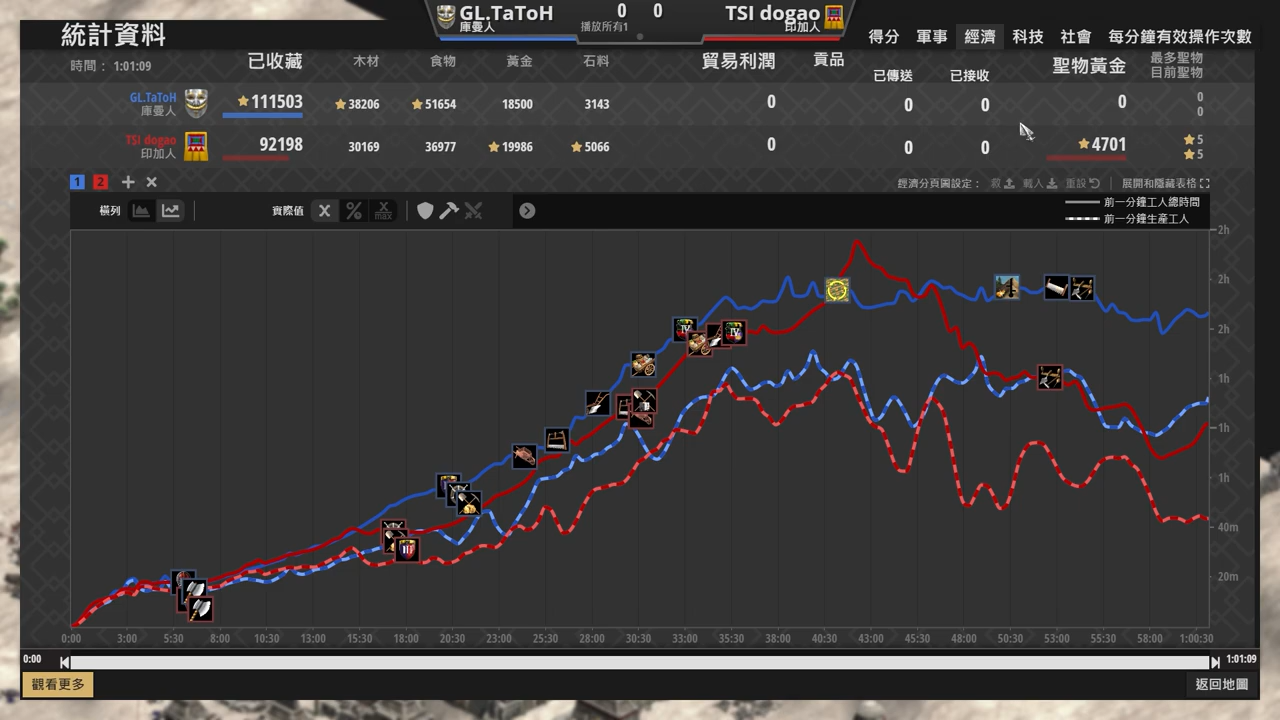 GL.TaToH 0 0 TSI dogao
庫曼人 播放所有1 印加人
統計資料
得分 軍事 經濟 科技 社會 每分鐘有效操作次數
時間： 1:01:09 已收藏 木材 食物 黃金 石料 貿易利潤 貢品 聖物黃金 最多聖物
已傳送 已接收 目前聖物
GL.TaToH 111503 38206 51654 18500 3143 0 0 0 0 0
庫曼人 0
TSI dogao 92198 30169 36977 19986 5066 0 0 0 4701 5
印加人 5
1 2 經濟分頁圖設定： 載入 重設 展開和隱藏表格
橫列 實際值 X % X/max 前一分鐘工人總時間
前一分鐘生產工人
2h
2h
2h
1h
1h
1h
40m
20m
0:00 3:00 5:30 8:00 10:30 13:00 15:30 18:00 20:30 23:00 25:30 28:00 30:30 33:00 35:30 38:00 40:30 43:00 45:30 48:00 50:30 53:00 55:30 58:00 1:00:30
0:00 1:01:09
觀看更多 返回地圖